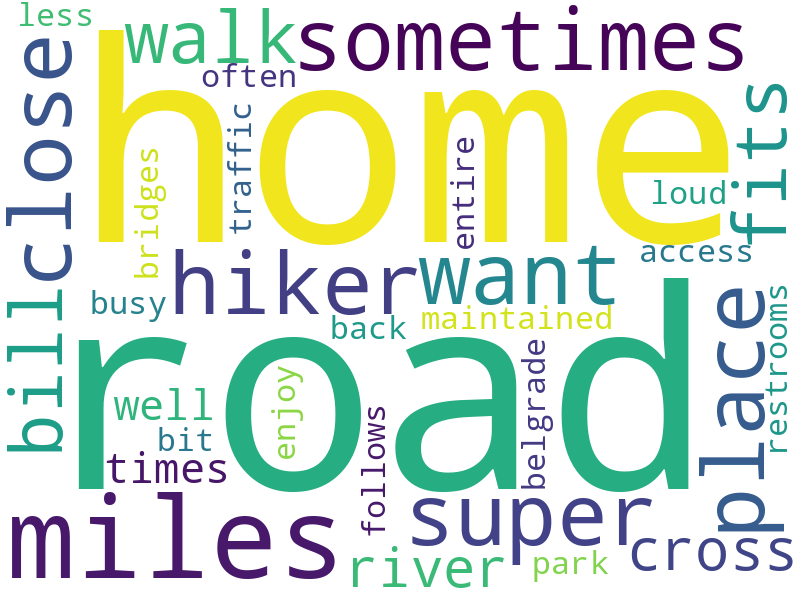 less
walk
sometimes
often
close
home
fits
traffic
entire
bridges
loud
access
hiker
want
bill
busy
back
maintained
place
restrooms
road
well
enjoy
belgrade
bit
times
follows
miles
super
cross
river
park